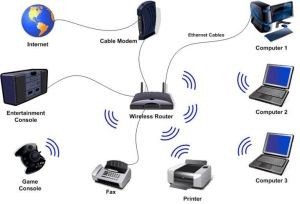 Internet
Cable Modem
Ethernet Cables
Computer 1
Entertainment
Console
Wireless Router
Computer 2
Game
Console
Fax
Printer
Computer 3